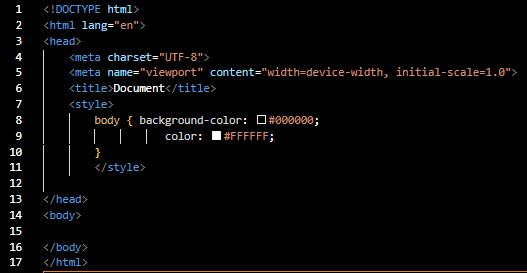 1 <!DOCTYPE html>
2 <html lang="en">
3 <head>
4     <meta charset="UTF-8">
5     <meta name="viewport" content="width=device-width, initial-scale=1.0">
6     <title>Document</title>
7     <style>
8         body { background-color: #000000;
9                    color: #FFFFFF;
10         }
11         </style>
12
13 </head>
14 <body>
15
16 </body>
17 </html>